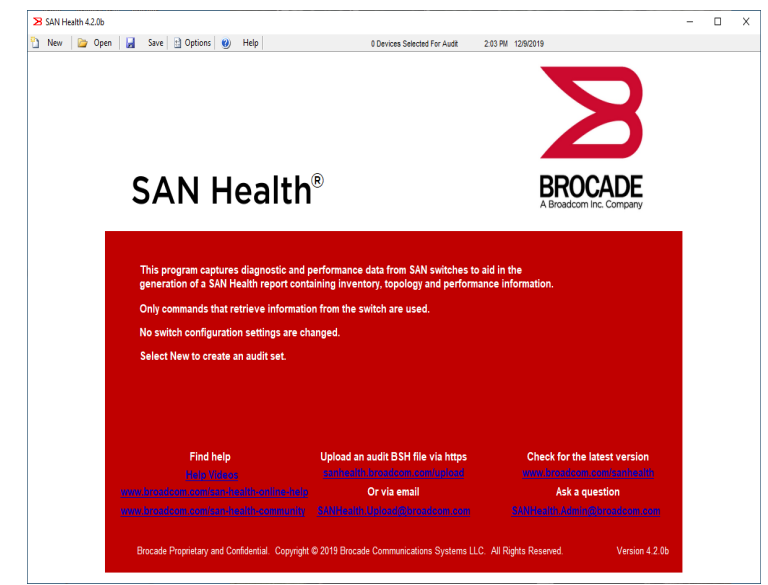 SAN Health 4.2.0b
New Open Save Options Help 0 Devices Selected For Audit 2:03 PM 12/9/2019
SAN Health®
BROCADE
A Broadcom Inc. Company
This program captures diagnostic and performance data from SAN switches to aid in the
generation of a SAN Health report containing inventory, topology and performance information.
Only commands that retrieve information from the switch are used.
No switch configuration settings are changed.
Select New to create an audit set.
Find help Upload an audit BSH file via https Check for the latest version
Help Videos sanhealth.broadcom.com/upload www.broadcom.com/sanhealth
www.broadcom.com/san-health-online-help Or via email Ask a question
www.broadcom.com/san-health-community SANHealth.Upload@broadcom.com SANHealth.Admin@broadcom.com
Brocade Proprietary and Confidential. Copyright © 2019 Brocade Communications Systems LLC. All Rights Reserved. Version 4.2.0b